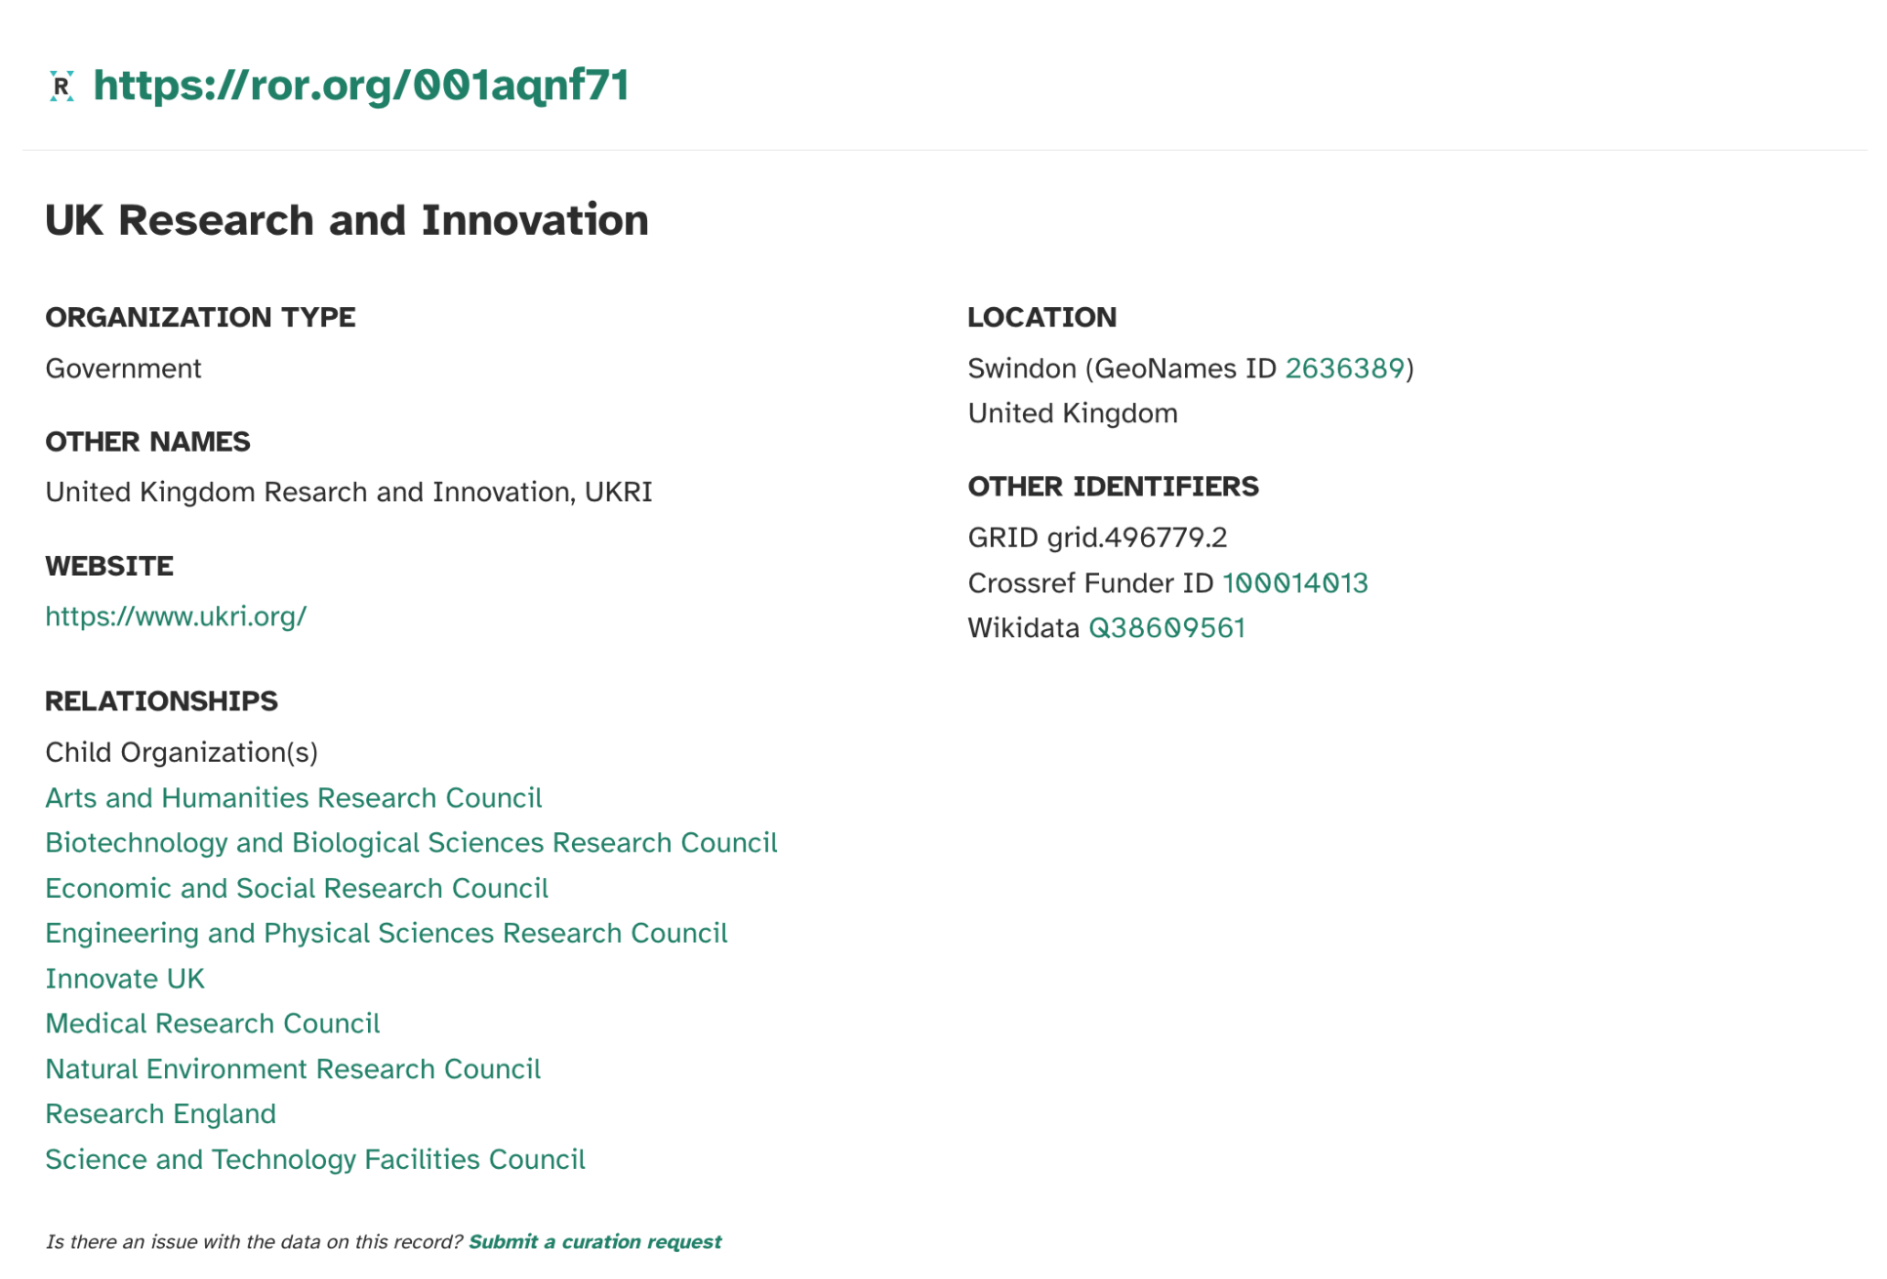 R https://ror.org/001aqnf71
UK Research and Innovation
ORGANIZATION TYPE
Government
OTHER NAMES
United Kingdom Resarch and Innovation, UKRI
WEBSITE
https://www.ukri.org/
LOCATION
Swindon (GeoNames ID 2636389)
United Kingdom
OTHER IDENTIFIERS
GRID grid.496779.2
Crossref Funder ID 100014013
Wikidata Q38609561
RELATIONSHIPS
Child Organization(s)
Arts and Humanities Research Council
Biotechnology and Biological Sciences Research Council
Economic and Social Research Council
Engineering and Physical Sciences Research Council
Innovate UK
Medical Research Council
Natural Environment Research Council
Research England
Science and Technology Facilities Council
Is there an issue with the data on this record? Submit a curation request